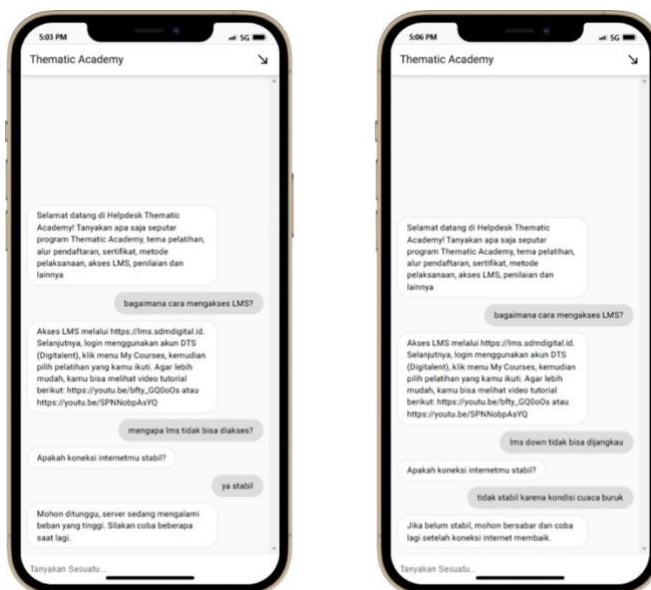 5:03 PM
5G
Thematic Academy
Selamat datang di Helpdesk Thematic
Academy! Tanyakan apa saja seputar
program Thematic Academy, tema pelatihan,
alur pendaftaran, sertifikat, metode
pelaksanaan, akses LMS, penilaian dan
lainnya
bagaimana cara mengakses LMS?
Akses LMS melalui https://lms.sdmdigital.id.
Selanjutnya, login menggunakan akun DTS
(Digitalent), klik menu My Courses, kemudian
pilih pelatihan yang kamu ikuti. Agar lebih
mudah, kamu bisa melihat video tutorial
berikut: https://youtu.be/bfty_GQ0oOs atau
https://youtu.be/SPNNobpAsYQ
mengapa lms tidak bisa diakses?
Apakah koneksi internetmu stabil?
ya stabil
Mohon ditunggu, server sedang mengalami
beban yang tinggi. Silakan coba beberapa
saat lagi.
Tanyakan Sesuatu...
5:06 PM
5G
Thematic Academy
Selamat datang di Helpdesk Thematic
Academy! Tanyakan apa saja seputar
program Thematic Academy, tema pelatihan,
alur pendaftaran, sertifikat, metode
pelaksanaan, akses LMS, penilaian dan
lainnya
bagaimana cara mengakses LMS?
Akses LMS melalui https://lms.sdmdigital.id.
Selanjutnya, login menggunakan akun DTS
(Digitalent), klik menu My Courses, kemudian
pilih pelatihan yang kamu ikuti. Agar lebih
mudah, kamu bisa melihat video tutorial
berikut: https://youtu.be/bfty_GQ0oOs atau
https://youtu.be/SPNNobpAsYQ
lms down tidak bisa dijangkau
Apakah koneksi internetmu stabil?
tidak stabil karena kondisi cuaca buruk
Jika belum stabil, mohon bersabar dan coba
lagi setelah koneksi internet membaik.
Tanyakan Sesuatu...